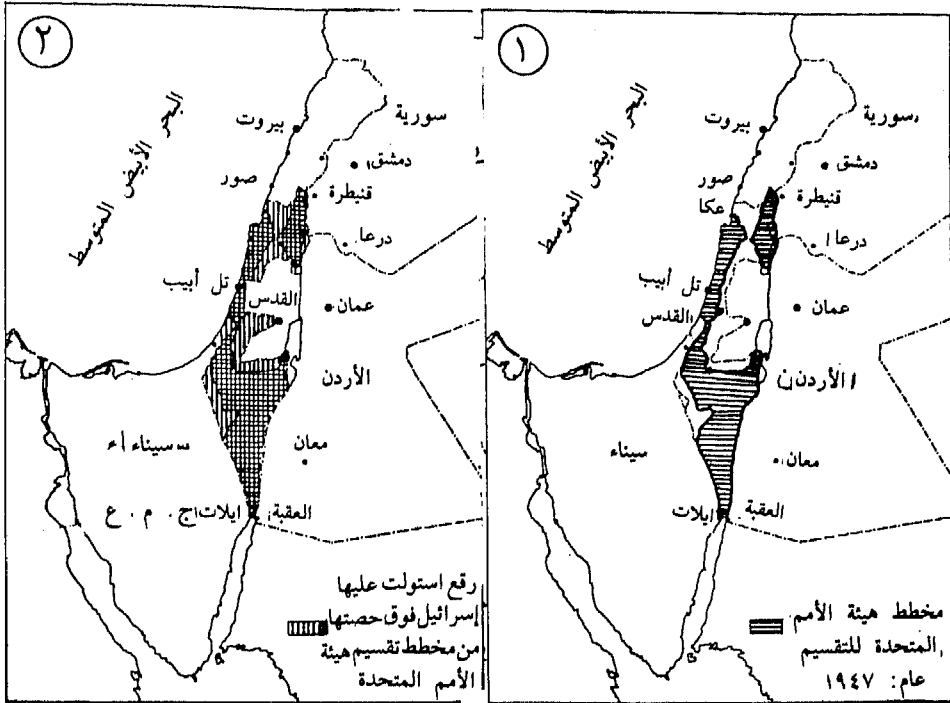 ١
البحر الأبيض المتوسط
بيروت
سورية
دمشق
صور
عكا
قنيطرة
درعا
تل أبيب
القدس
عمان
الأردن
سيناء
معان
ايلات
العقبة
مخطط هيئة الأمم
المتحدة للتقسيم
عام: ١٩٤٧
٢
البحر الأبيض المتوسط
بيروت
سورية
دمشق
صور
قنيطرة
درعا
تل أبيب
القدس
عمان
الأردن
سيناء
معان
ج. م. ع
ايلات
العقبة
رقع استولت عليها
إسرائيل فوق حصتها
من مخطط تقسيم هيئة
الأمم المتحدة